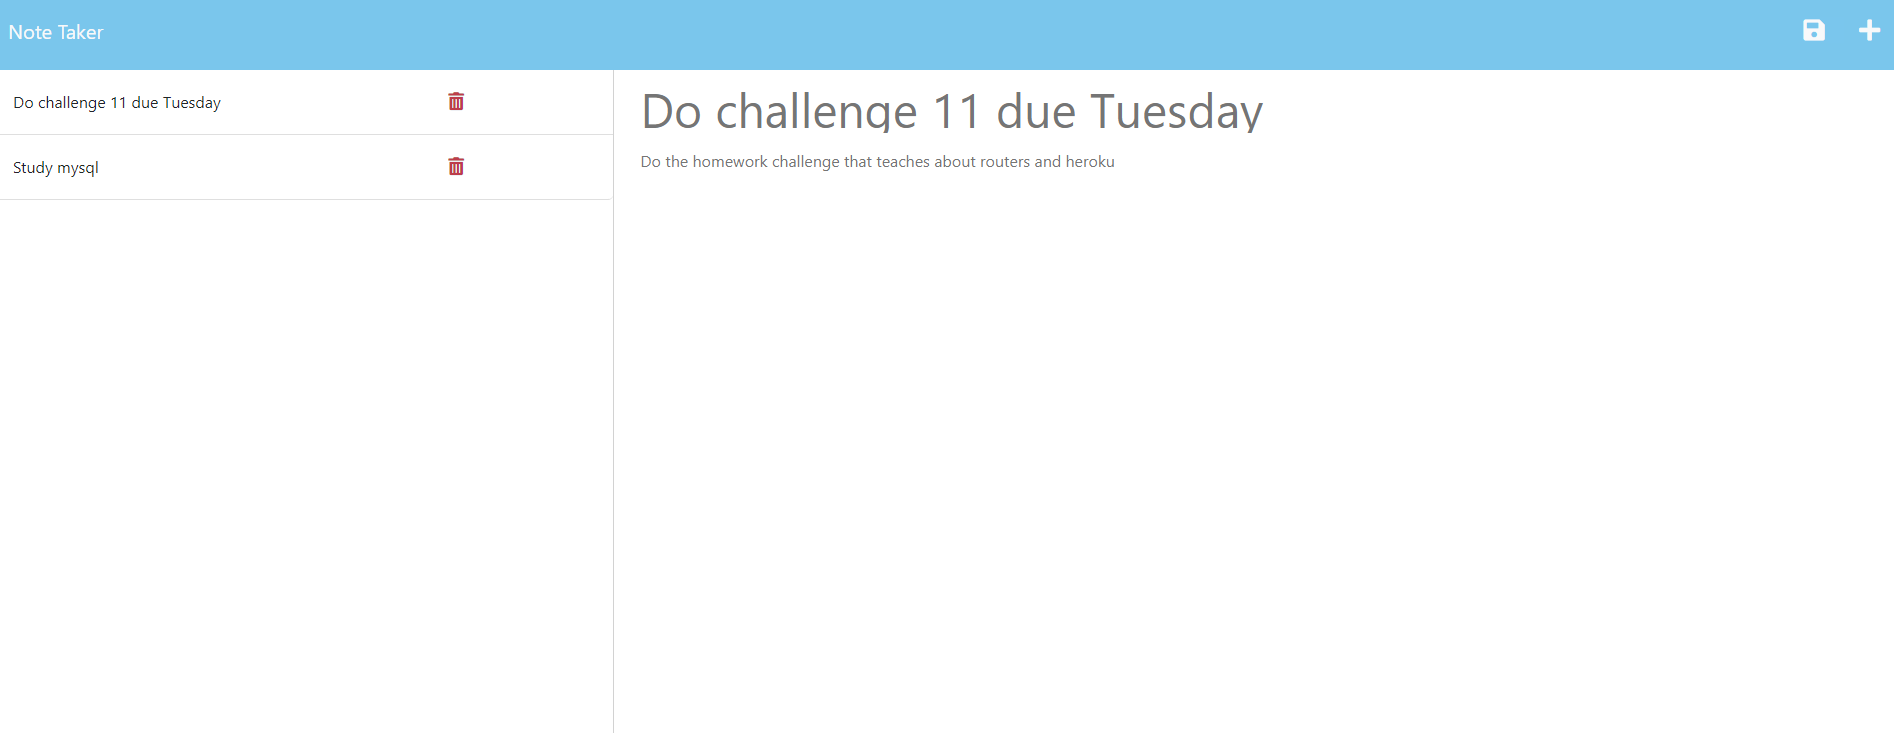 Note Taker
Do challenge 11 due Tuesday
Study mysql
Do challenge 11 due Tuesday
Do the homework challenge that teaches about routers and heroku